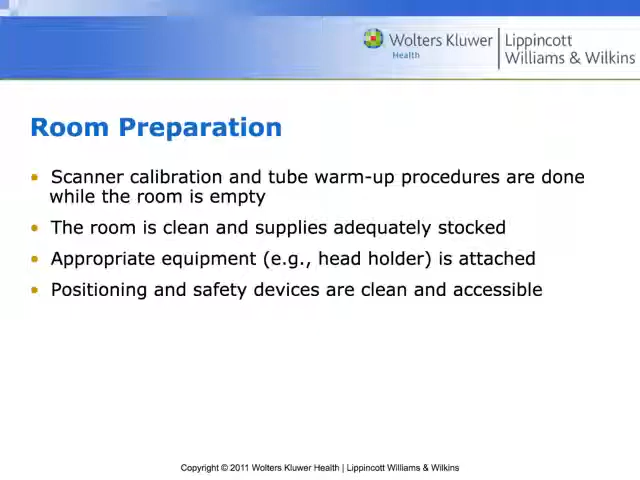 Wolters Kluwer
Health
Lippincott
Williams & Wilkins
Room Preparation
• Scanner calibration and tube warm-up procedures are done
while the room is empty
• The room is clean and supplies adequately stocked
• Appropriate equipment (e.g., head holder) is attached
• Positioning and safety devices are clean and accessible
Copyright © 2011 Wolters Kluwer Health | Lippincott Williams & Wilkins